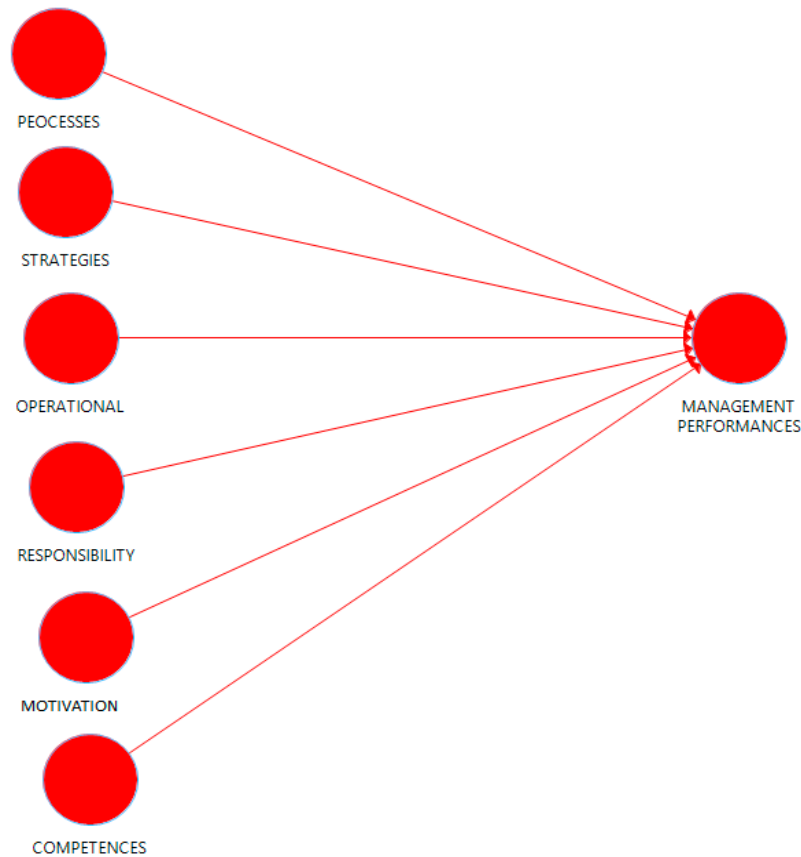 PEOCESSES
STRATEGIES
OPERATIONAL
MANAGEMENT
PERFORMANCES
RESPONSIBILITY
MOTIVATION
COMPETENCES